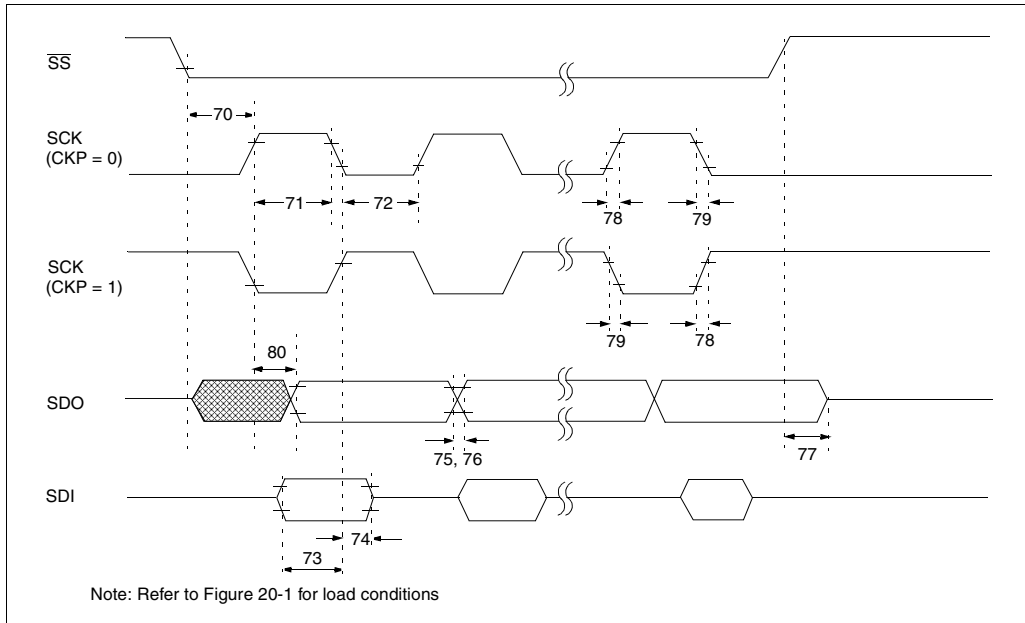 SS
70
SCK
(CKP = 0)
71
72
78
79
SCK
(CKP = 1)
79
78
80
SDO
75, 76
77
SDI
74
73
Note: Refer to Figure 20-1 for load conditions